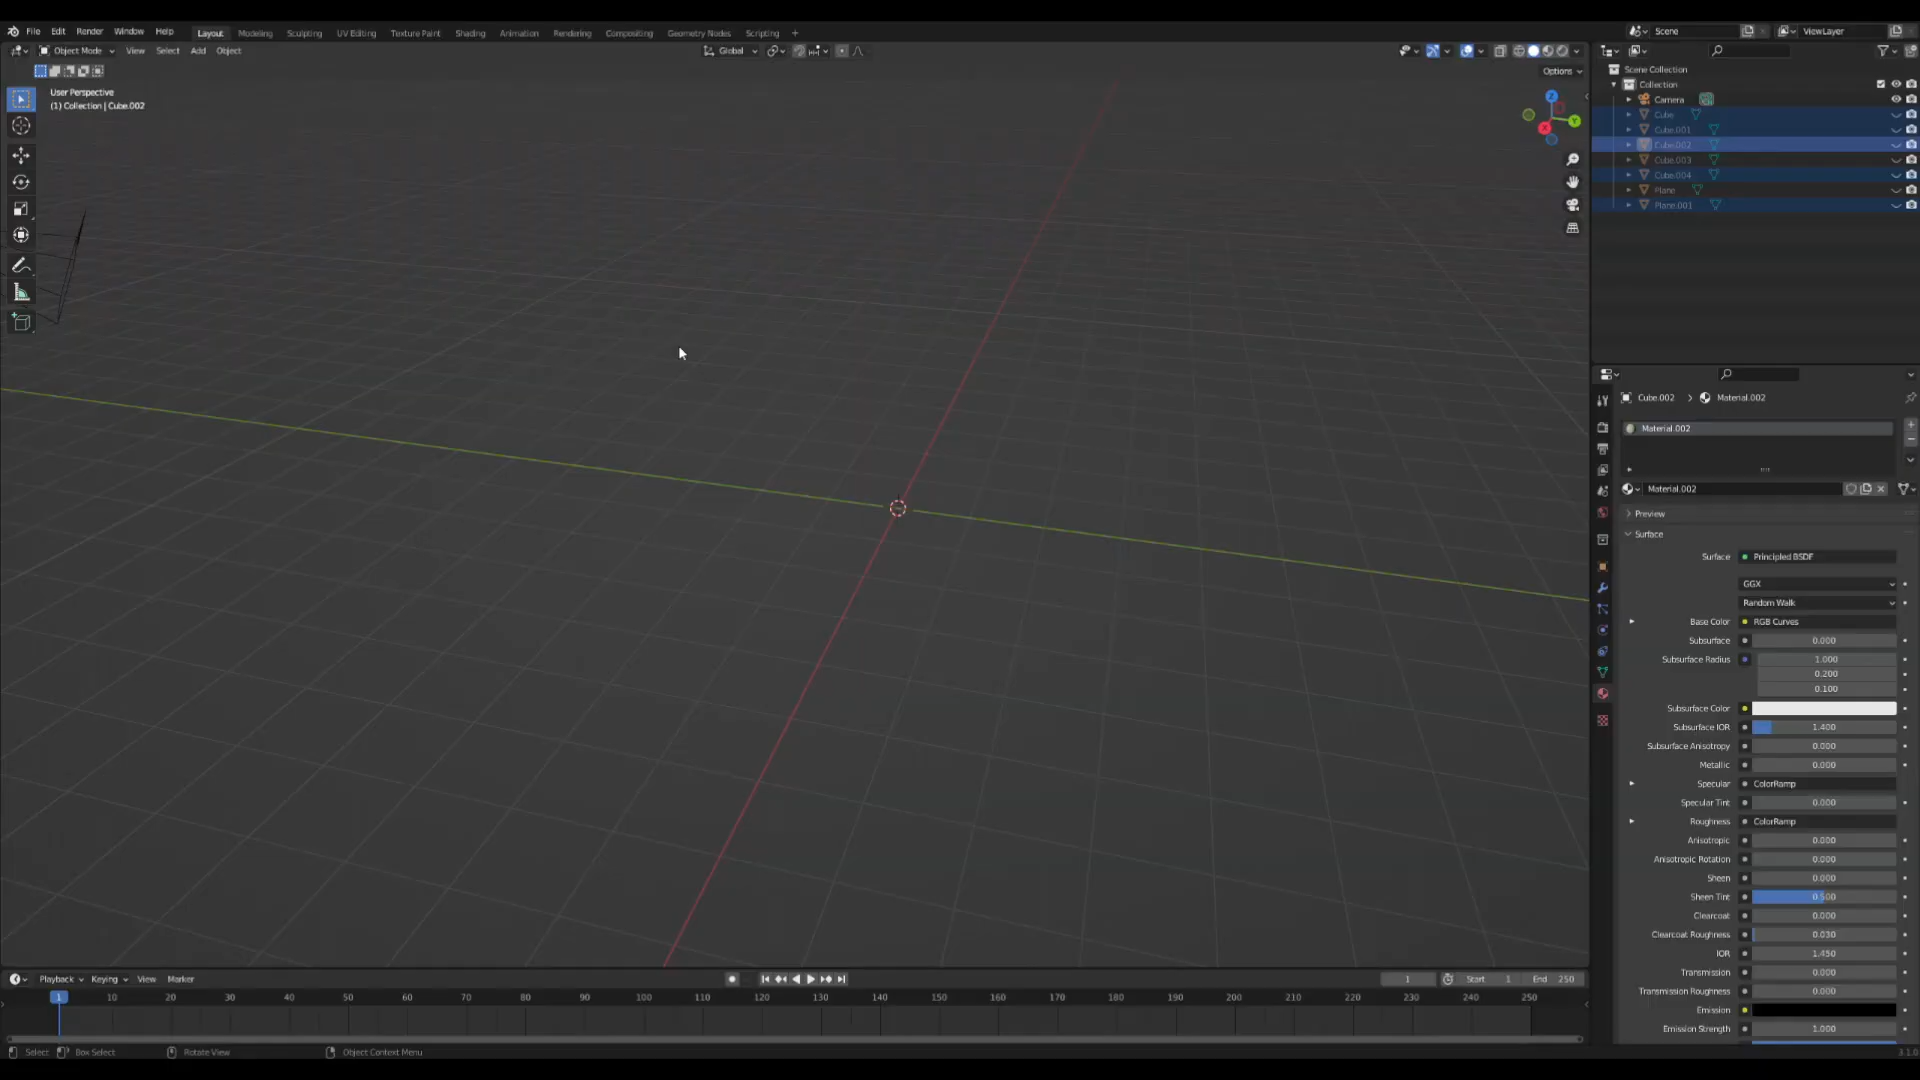 File Edit Render Window Help Layout Modeling Sculpting UV Editing Texture Paint Shading Animation Rendering Compositing Geometry Nodes Scripting + Scene ViewLayer
Object Mode View Select Add Object Global
Options
User Perspective
(1) Collection | Cube.002
Z
Y
X
Scene Collection
Collection
Camera
Cube
Cube.001
Cube.002
Cube.003
Cube.004
Plane
Plane.001
Cube.002 > Material.002
Material.002
Material.002
Preview
Surface
Surface Principled BSDF
GGX
Random Walk
Base Color RGB Curves
Subsurface 0.000
Subsurface Radius 1.000
0.200
0.100
Subsurface Color
Subsurface IOR 1.400
Subsurface Anisotropy 0.000
Metallic 0.000
Specular ColorRamp
Specular Tint 0.000
Roughness ColorRamp
Anisotropic 0.000
Anisotropic Rotation 0.000
Sheen 0.000
Sheen Tint 0.500
Clearcoat 0.000
Clearcoat Roughness 0.030
IOR 1.450
Transmission 0.000
Transmission Roughness 0.000
Emission
Emission Strength 1.000
Playback Keying View Marker 1 Start 1 End 250
1 10 20 30 40 50 60 70 80 90 100 110 120 130 140 150 160 170 180 190 200 210 220 230 240 250
Select Box Select Rotate View Object Context Menu 3.1.0